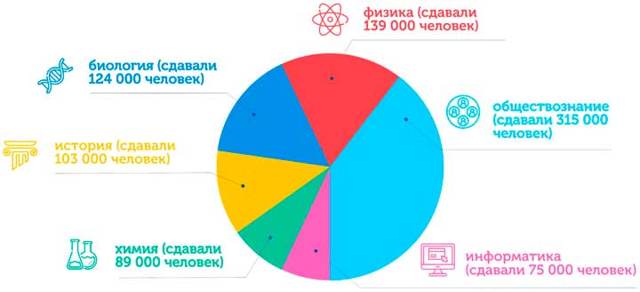 физика (сдавали
139 000 человек)
биология (сдавали
124 000 человек)
обществознание
(сдавали 315 000
человек)
история (сдавали
103 000 человек)
химия (сдавали
89 000 человек)
информатика
(сдавали 75 000 человек)